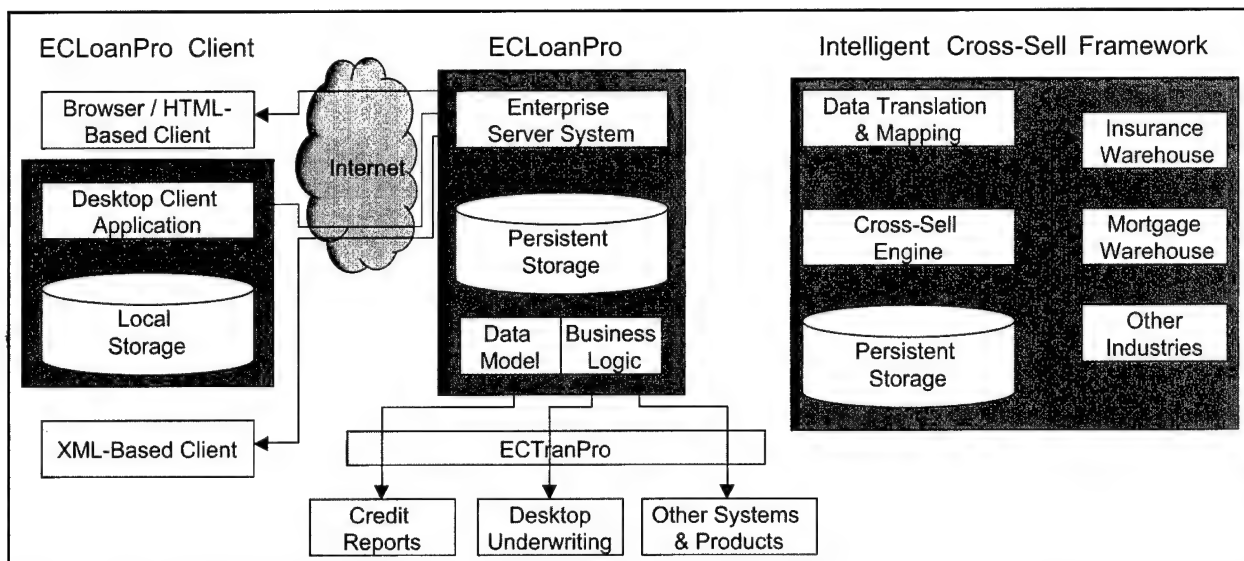 ECLoanPro Client
Browser / HTML-
Based Client
Desktop Client
Application
Local
Storage
XML-Based Client
Internet
ECLoanPro
Enterprise
Server System
Persistent
Storage
Data
Model
Business
Logic
ECTranPro
Credit
Reports
Desktop
Underwriting
Other Systems
& Products
Intelligent Cross-Sell Framework
Data Translation
& Mapping
Cross-Sell
Engine
Persistent
Storage
Insurance
Warehouse
Mortgage
Warehouse
Other
Industries